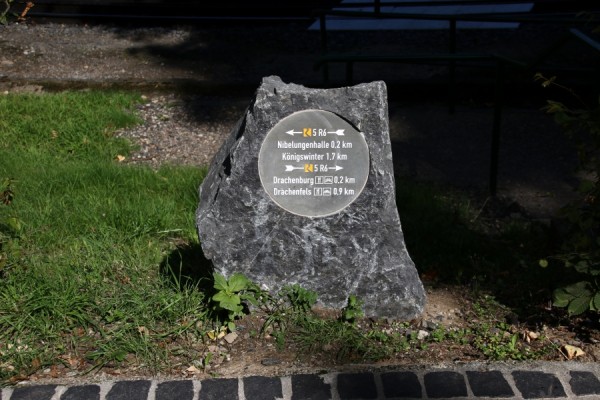 5 R6
Nibelungenhalle 0.2 km
Königswinter 1.7 km
5 R6
Drachenburg 0.2 km
Drachenfels 0.9 km